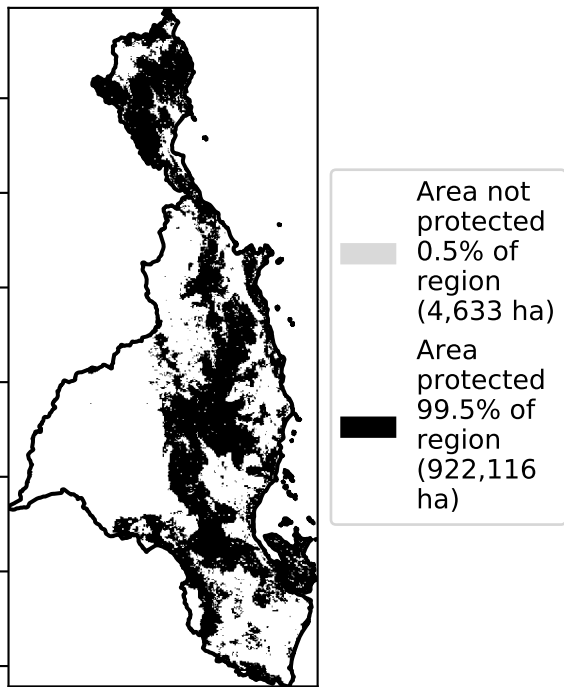 Area not
protected
0.5% of
region
(4,633 ha)
Area
protected
99.5% of
region
(922,116
ha)